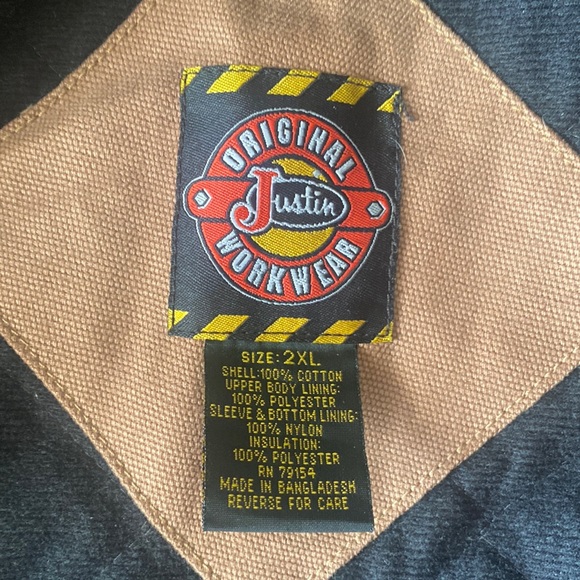 ORIGINAL
Justin
WORKWEAR
SIZE: 2XL
SHELL:100% COTTON
UPPER BODY LINING:
100% POLYESTER
SLEEVE & BOTTOM LINING:
100% NYLON
INSULATION:
100% POLYESTER
RN 79154
MADE IN BANGLADESH
REVERSE FOR CARE